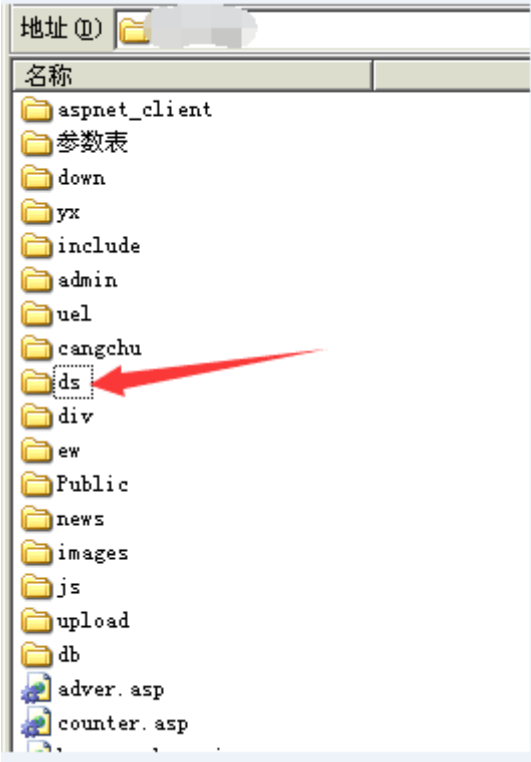 地址(D)
名称
aspnet_client
参数表
down
yx
include
admin
uel
cangchu
ds
div
ew
Public
news
images
js
upload
db
adver.asp
counter.asp